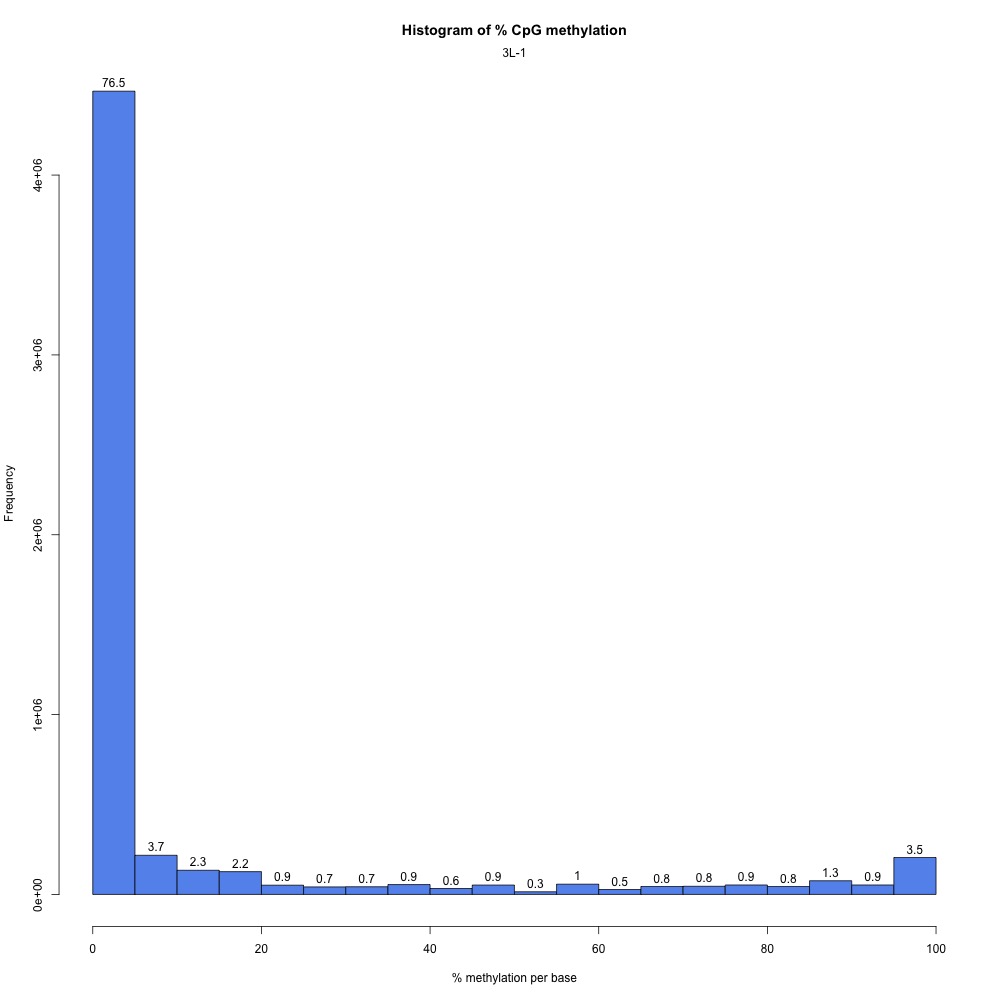 Histogram of % CpG methylation
3L-1
76.5
3.7
2.3
2.2
0.9
0.7
0.7
0.9
0.6
0.9
0.3
1
0.5
0.8
0.8
0.9
0.8
1.3
0.9
3.5
Frequency
4e+06
3e+06
2e+06
1e+06
0e+00
0 20 40 60 80 100
% methylation per base